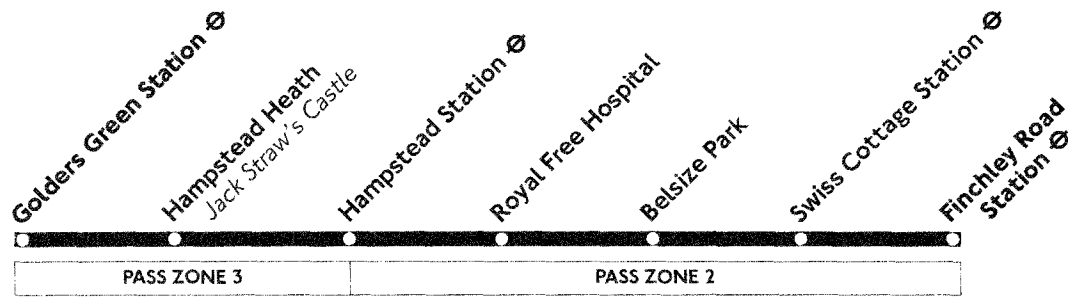 Golders Green Station
Hampstead Heath
Jack Straw's Castle
Hampstead Station
Royal Free Hospital
Belsize Park
Swiss Cottage Station
Finchley Road
Station
PASS ZONE 3
PASS ZONE 2